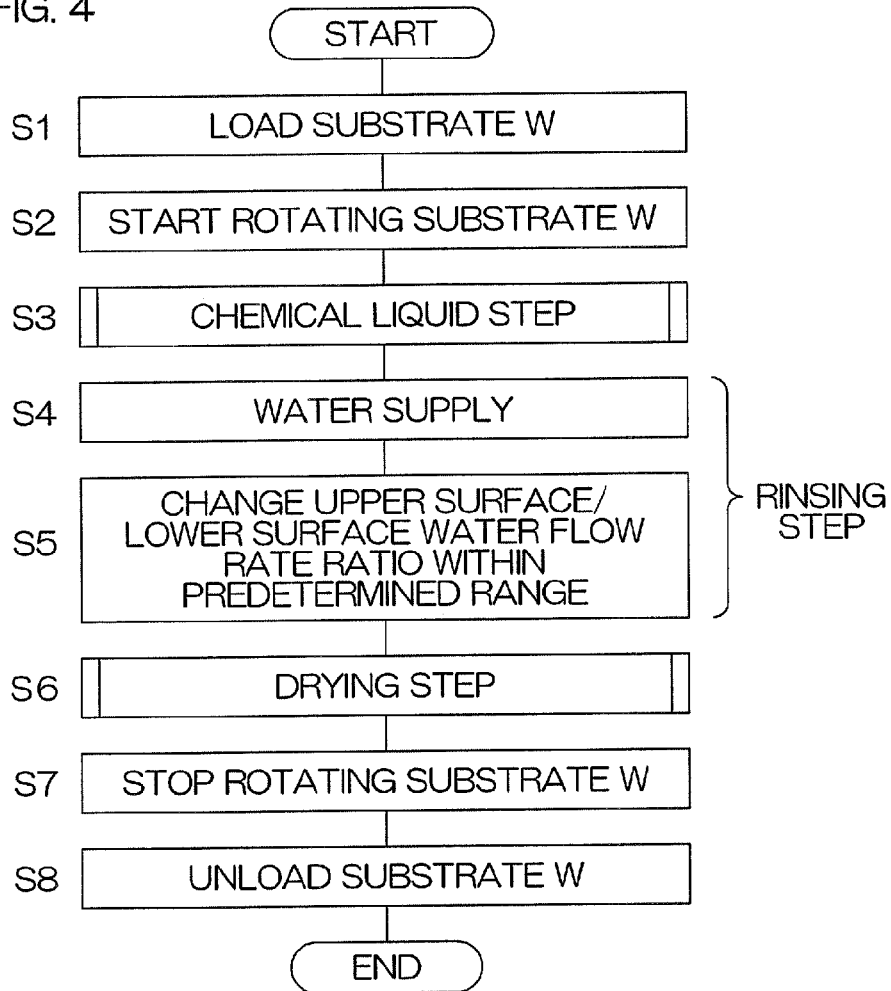 FIG. 4
START
S1 LOAD SUBSTRATE W
S2 START ROTATING SUBSTRATE W
S3 CHEMICAL LIQUID STEP
S4 WATER SUPPLY
S5 CHANGE UPPER SURFACE/
LOWER SURFACE WATER FLOW
RATE RATIO WITHIN
PREDETERMINED RANGE
RINSING
STEP
S6 DRYING STEP
S7 STOP ROTATING SUBSTRATE W
S8 UNLOAD SUBSTRATE W
END